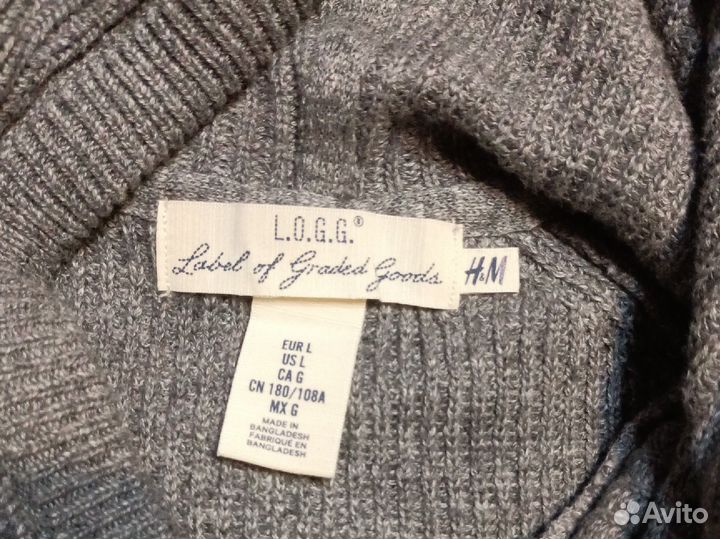 L.O.G.G.®
Label of Graded Goods
H&M
EUR L
US L
CA G
CN 180/108A
MX G
MADE IN
BANGLADESH
FABRIQUÉ EN
BANGLADESH
Avito